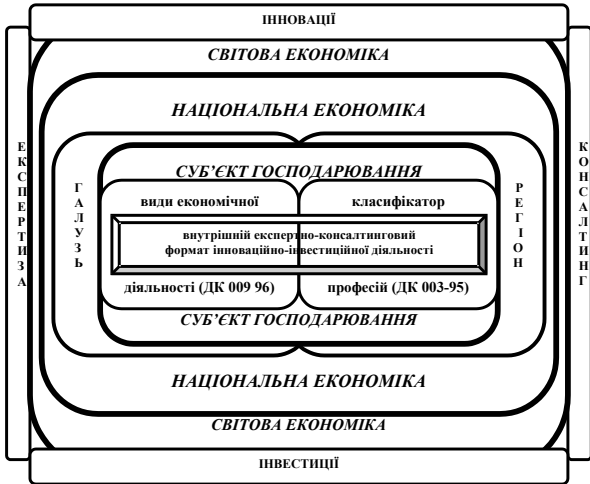 ІННОВАЦІЇ
СВІТОВА ЕКОНОМІКА
НАЦІОНАЛЬНА ЕКОНОМІКА
ЕКСПЕРТИЗА
ГАЛУЗЬ
СУБ’ЄКТ ГОСПОДАРЮВАННЯ
види економічної
класифікатор
внутрішній експертно-консалтинговий
формат інноваційно-інвестиційної діяльності
діяльності (ДК 009 96)
професій (ДК 003-95)
СУБ’ЄКТ ГОСПОДАРЮВАННЯ
РЕГІОН
КОНСАЛТИНГ
НАЦІОНАЛЬНА ЕКОНОМІКА
СВІТОВА ЕКОНОМІКА
ІНВЕСТИЦІЇ